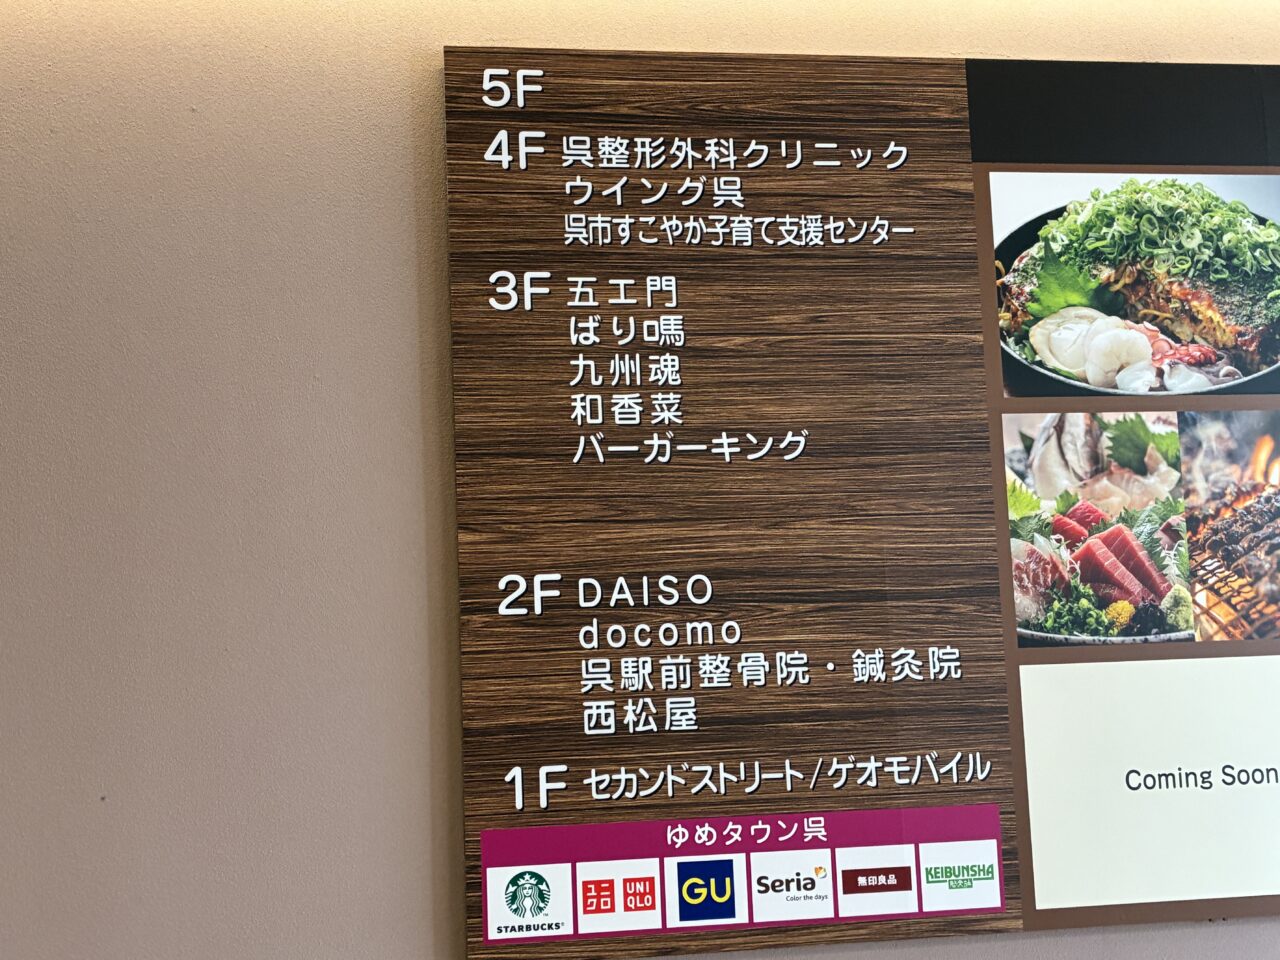 5F
4F 呉整形外科クリニック
ウイング呉
呉市すこやか子育て支援センター
3F 五エ門
ばり嗎
九州魂
和香菜
バーガーキング
2F DAISO
docomo
呉駅前整骨院・鍼灸院
西松屋
1F セカンドストリート/ゲオモバイル
ゆめタウン呉
STARBUCKS
ユニクロ UNIQLO
GU
Seria
Color the days
無印良品
KEIBUNSHA
啓文社
Coming Soon